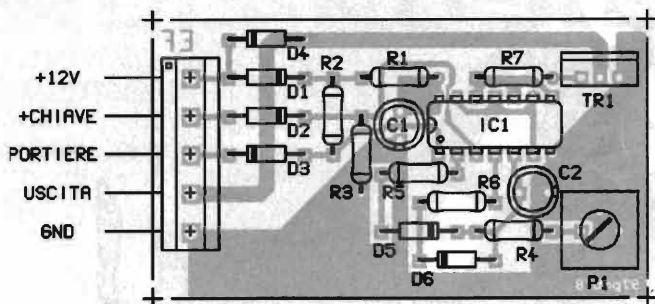 73
D4
R2
R1
R7
+12V
D1
TR1
+CHIAVE
D2
C1
IC1
PORTIERE
D3
R3
R5
C2
USCITA
R6
GND
D5
R4
D6
P1